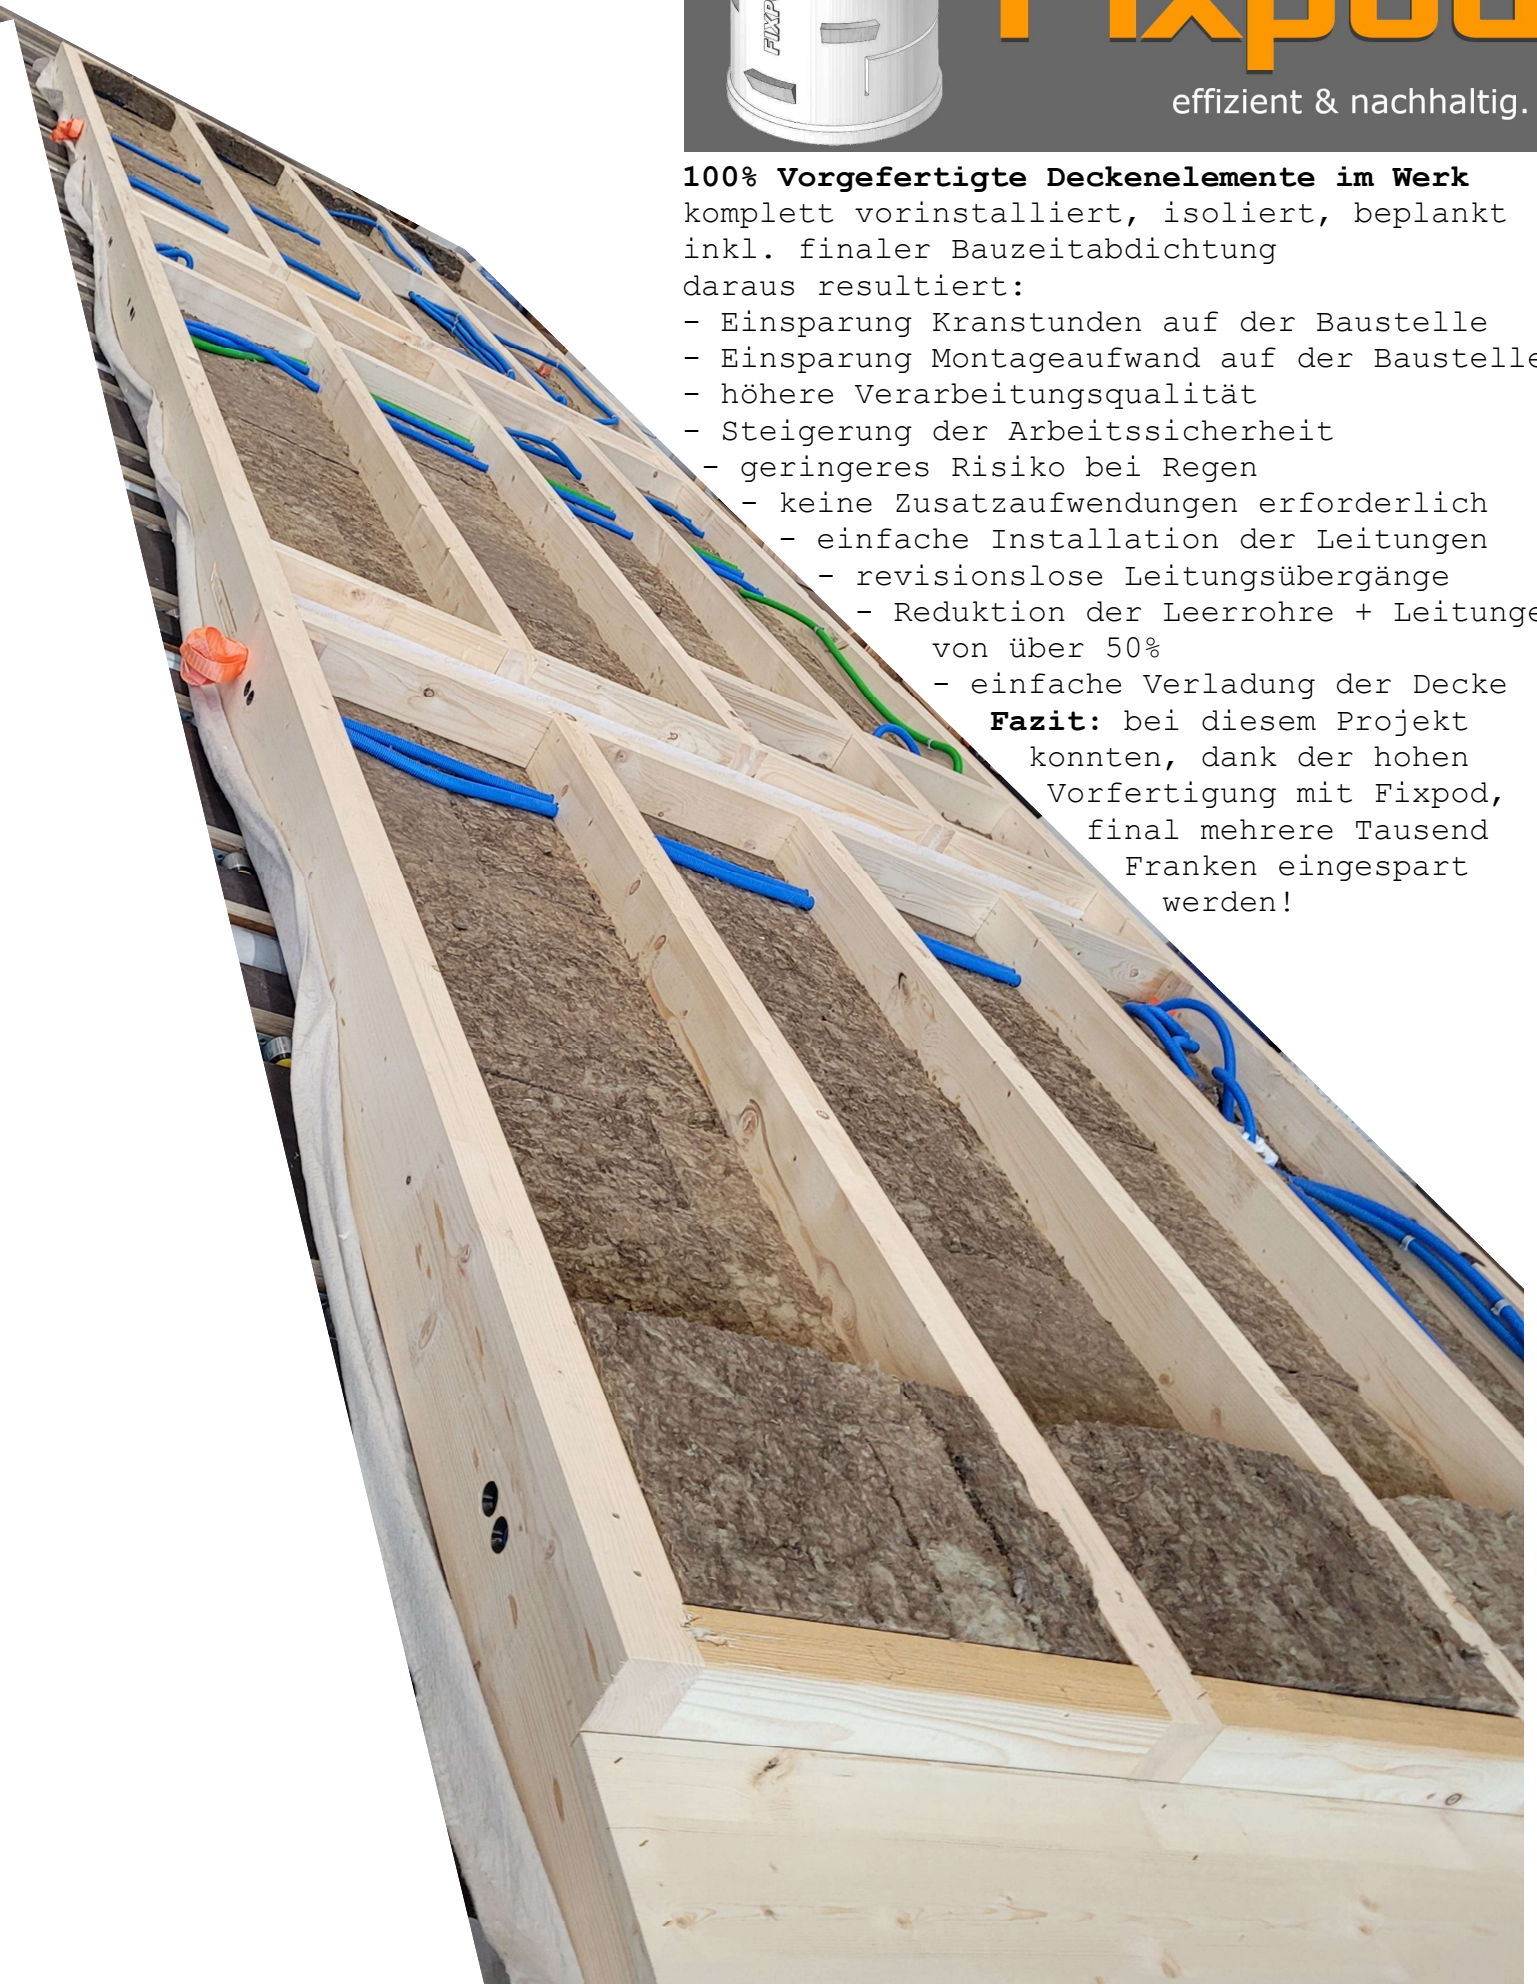 FIXPO
Fixpod
effizient & nachhaltig.
100% Vorgefertigte Deckenelemente im Werk
komplett vorinstalliert, isoliert, beplankt
inkl. finaler Bauzeitabdichtung
daraus resultiert:
- Einsparung Kranstunden auf der Baustelle
- Einsparung Montageaufwand auf der Baustelle
- höhere Verarbeitungsqualität
- Steigerung der Arbeitssicherheit
- geringeres Risiko bei Regen
- keine Zusatzaufwendungen erforderlich
- einfache Installation der Leitungen
- revisionslose Leitungsübergänge
- Reduktion der Leerrohre + Leitunge
von über 50%
- einfache Verladung der Decke
Fazit: bei diesem Projekt
konnten, dank der hohen
Vorfertigung mit Fixpod,
final mehrere Tausend
Franken eingespart
werden!